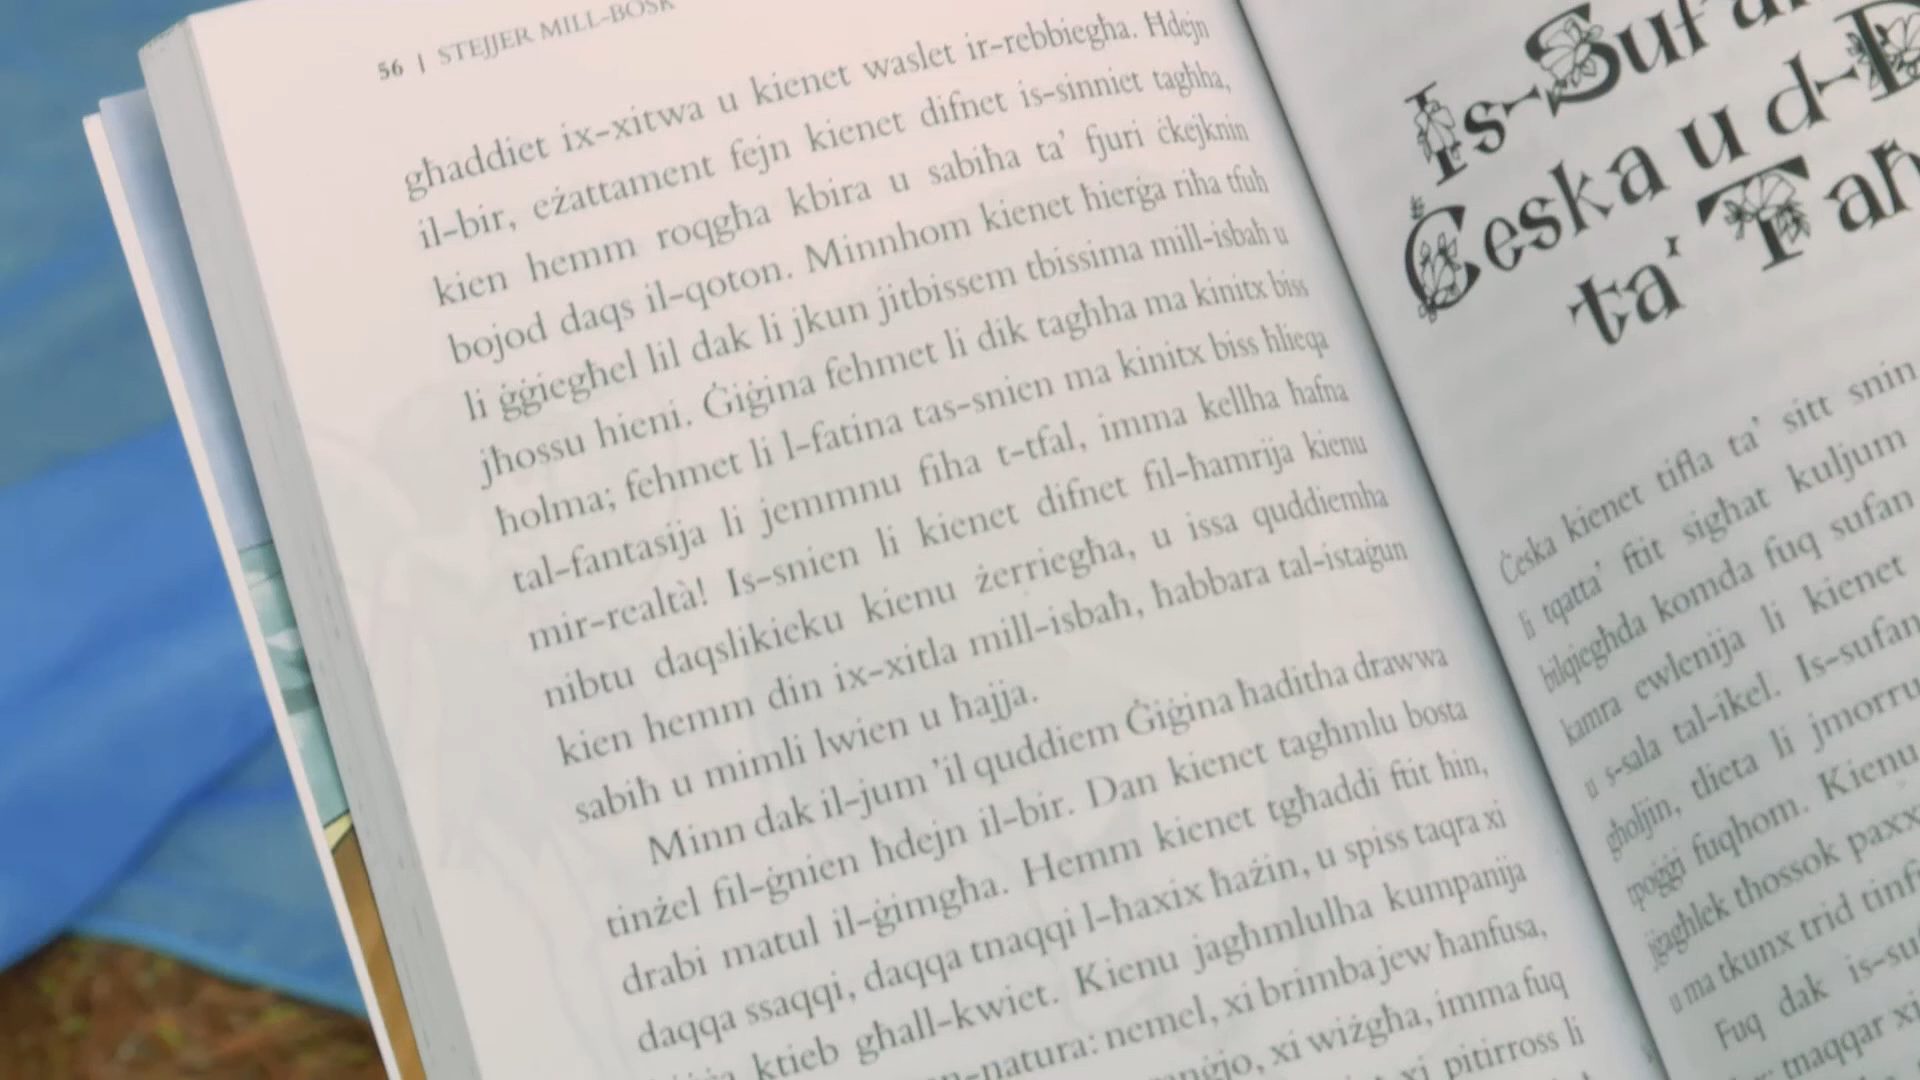 56 | STEJJER MILL-BOSK
għaddiet ix-xitwa u kienet waslet ir-rebbiegħa. Ħdejn
il-bir, eżattament fejn kienet difnet is-sinniet tagħha,
kien hemm roqgħa kbira u sabiħa ta' fjuri ċkejknin
bojod daqs il-qoton. Minnhom kienet ħierġa riħa tfuħ
li ġġiegħel lil dak li jkun jitbissem tbissima mill-isbaħ u
jħossu hieni. Ġiġina fehmet li dik tagħha ma kinitx biss
ħolma; fehmet li l-fatina tas-snien ma kinitx biss ħlieqa
tal-fantasija li jemmnu fiha t-tfal, imma kellha ħafna
mir-realtà! Is-snien li kienet difnet fil-ħamrija kienu
nibtu daqslikieku kienu żerriegħa, u issa quddiemha
kien hemm din ix-xitla mill-isbaħ, ħabbara tal-istaġun
sabiħ u mimli lwien u ħajja.
Minn dak il-jum 'il quddiem Ġiġina ħaditha drawwa
tinżel fil-ġnien ħdejn il-bir. Dan kienet tagħmlu bosta
drabi matul il-ġimgħa. Hemm kienet tgħaddi ftit ħin,
daqqa ssaqqi, daqqa tnaqqi l-ħaxix ħażin, u spiss taqra xi
ktieb għall-kwiet. Kienu jagħmlulha kumpanija
nemel, xi brimba jew ħanfusa,
xi wiżgħa, imma fuq
xi pitirross li
Is-Sufan
Ċeska u d-D
ta' Taħ
Ċeska kienet tifla ta' sitt snin
li tqatta' ftit sigħat kuljum
bilqiegħda komda fuq sufan
kamra ewlenija li kienet
u s-sala tal-ikel. Is-sufan
għoljin, tlieta li jmorru
fuqhom. Kienu
jġagħlek tħossok paxx
u ma tkunx trid tinf
Fuq dak is-su
tnaqqar xi